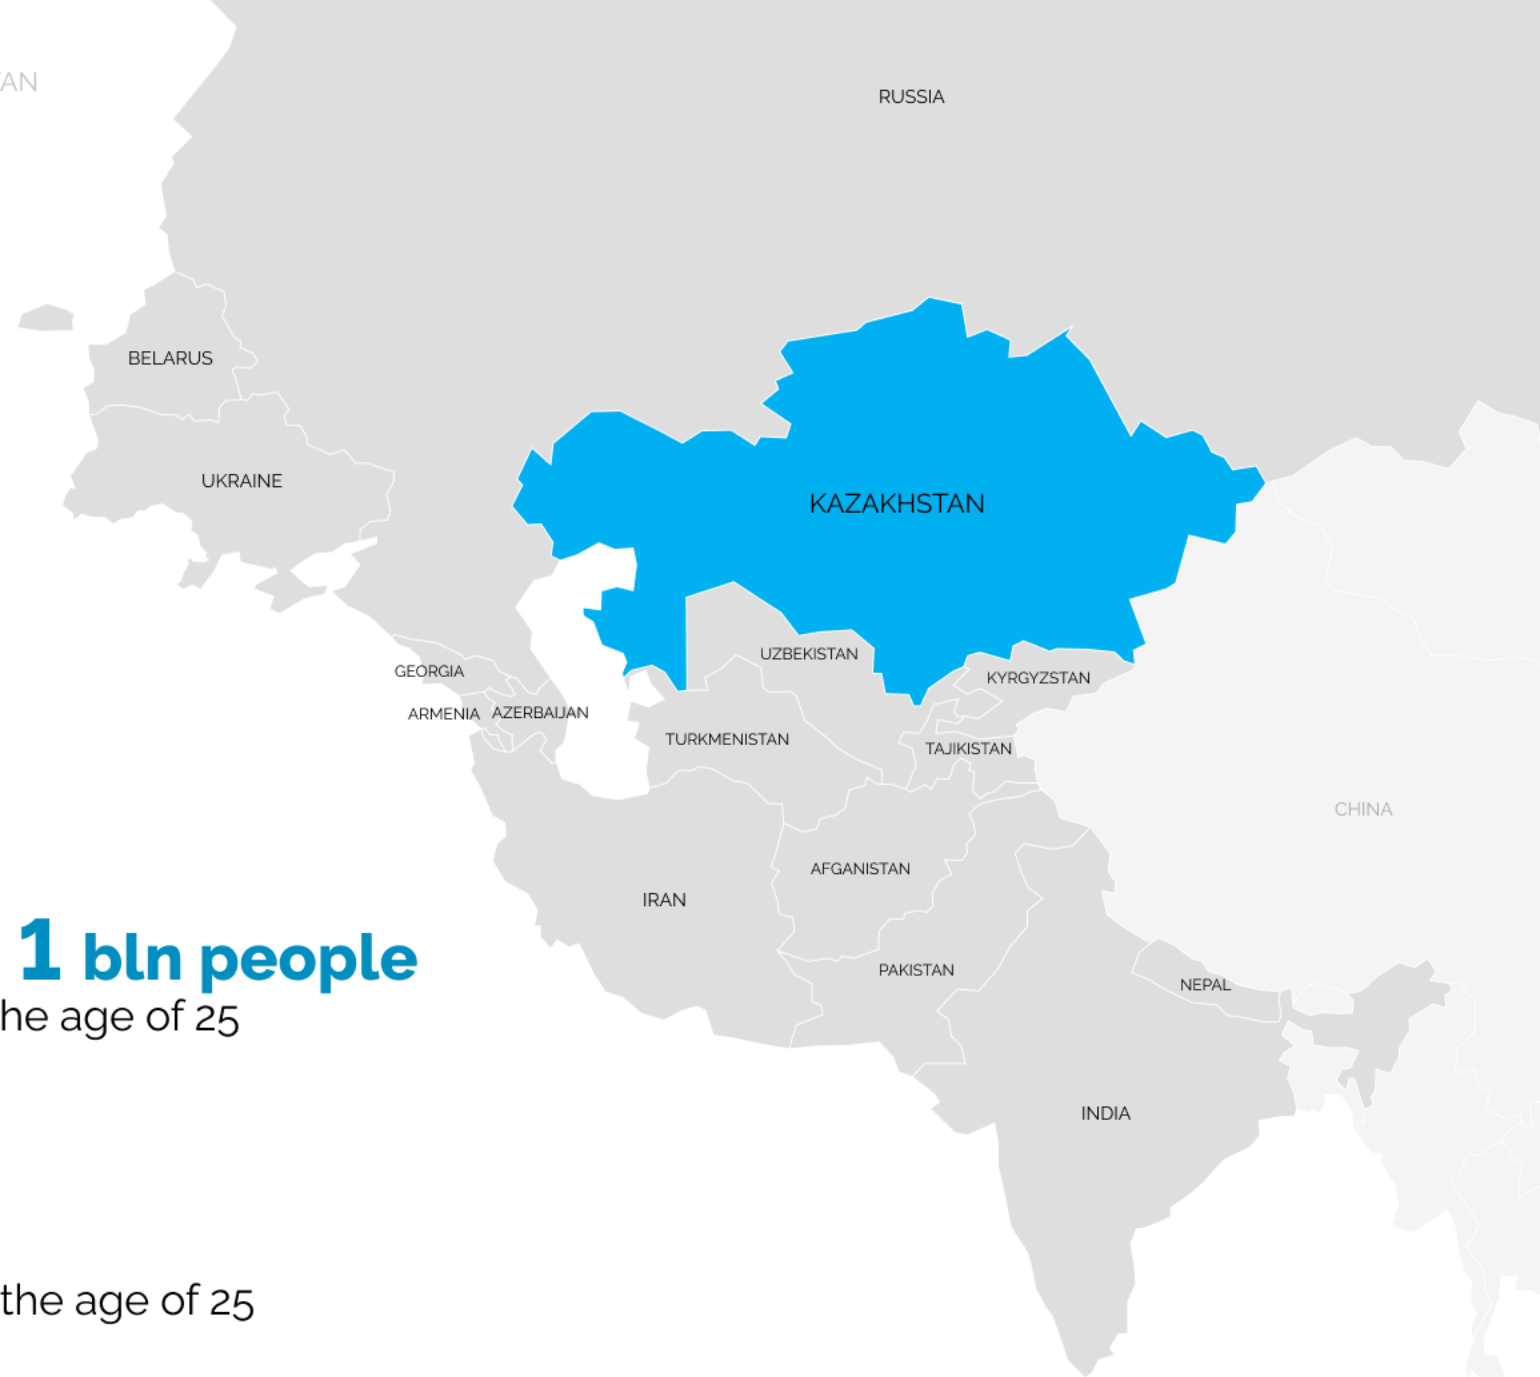 RUSSIA
BELARUS
UKRAINE
KAZAKHSTAN
GEORGIA
UZBEKISTAN
KYRGYZSTAN
ARMENIA
AZERBAIJAN
TURKMENISTAN
TAJIKISTAN
CHINA
AFGANISTAN
IRAN
PAKISTAN
NEPAL
INDIA
1 bln people
he age of 25
the age of 25